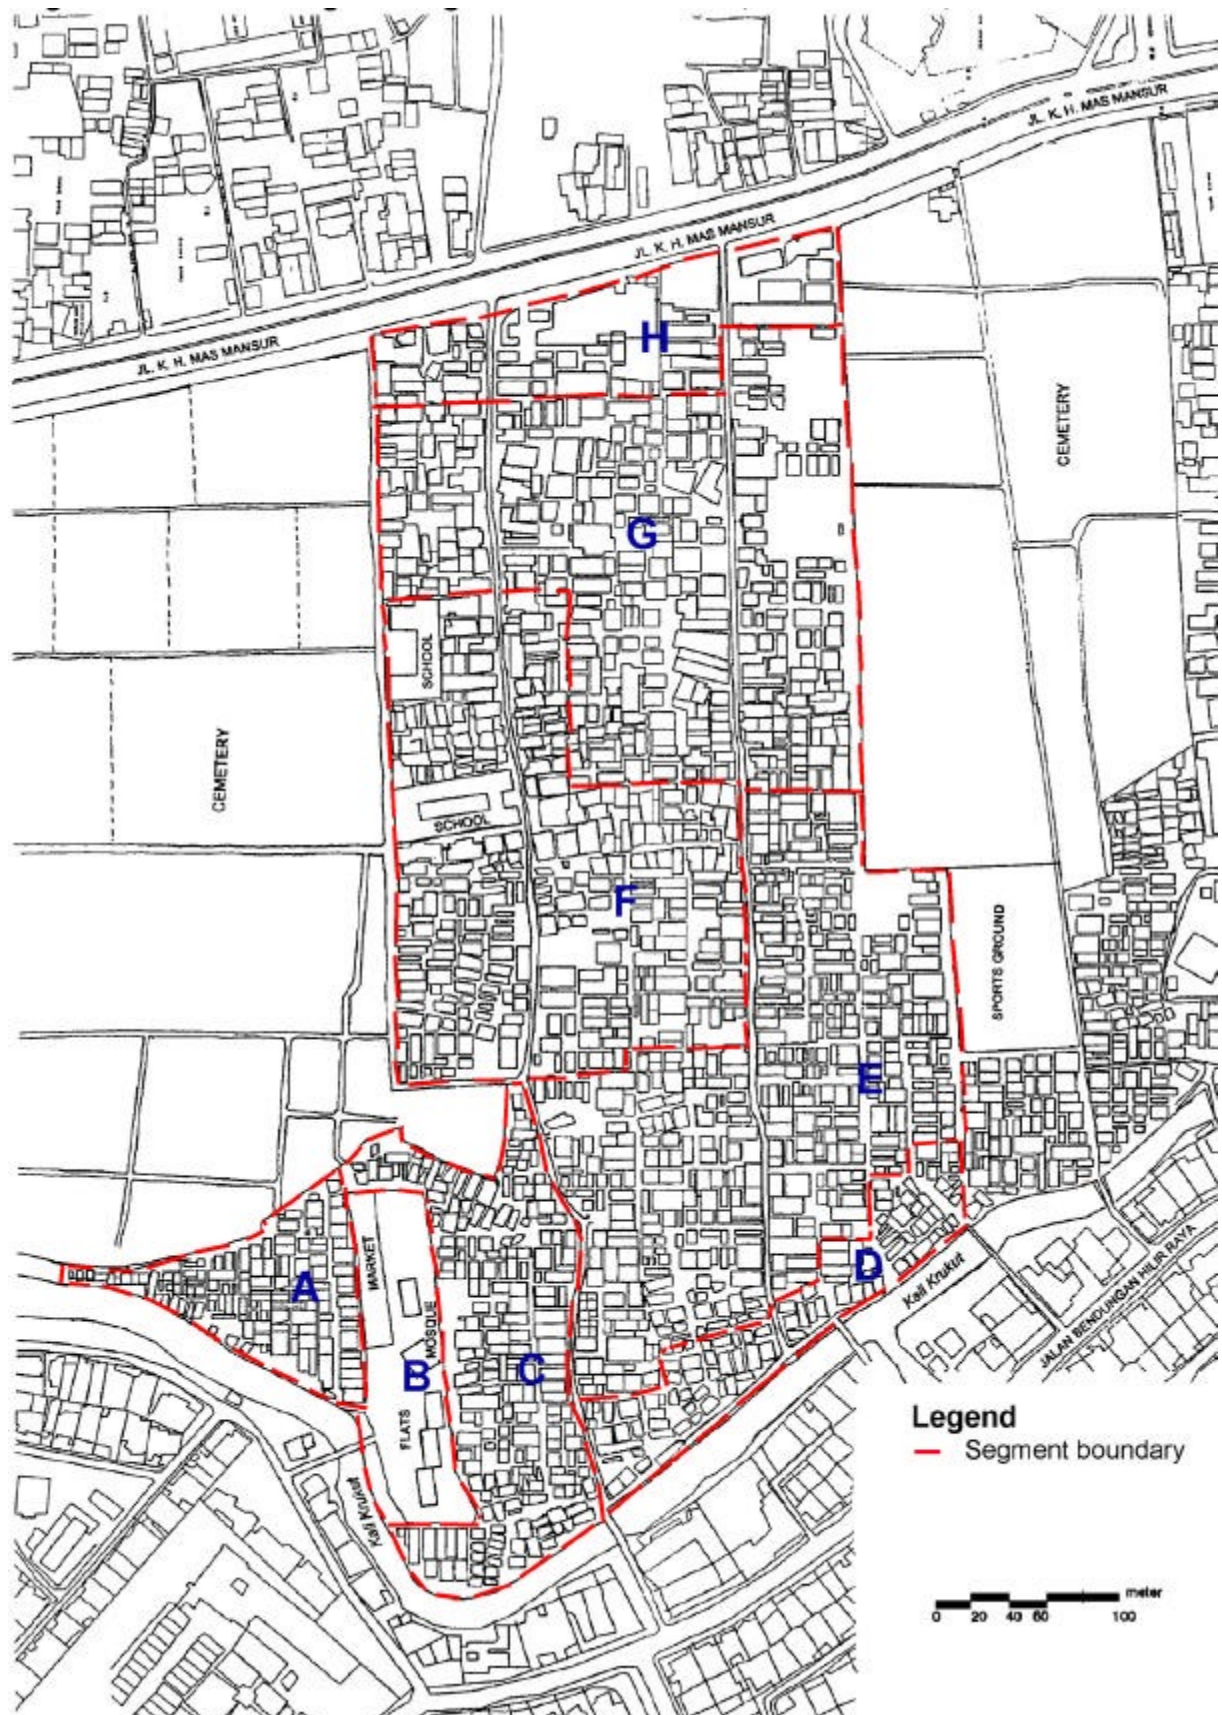 JL. K. H. MAS MANSUR
JL. K. H. MAS MANSUR
JL. K. H. MAS MANSUR
H
CEMETERY
G
SCHOOL
CEMETERY
SCHOOL
F
SPORTS GROUND
E
MARKET
A
D
Kali Krukut
MOSQUE
JALAN BENDUNGAN HILIR RAYA
B
C
FLATS
Kali Krukut
Legend
Segment boundary
meter
0 20 40 60 100